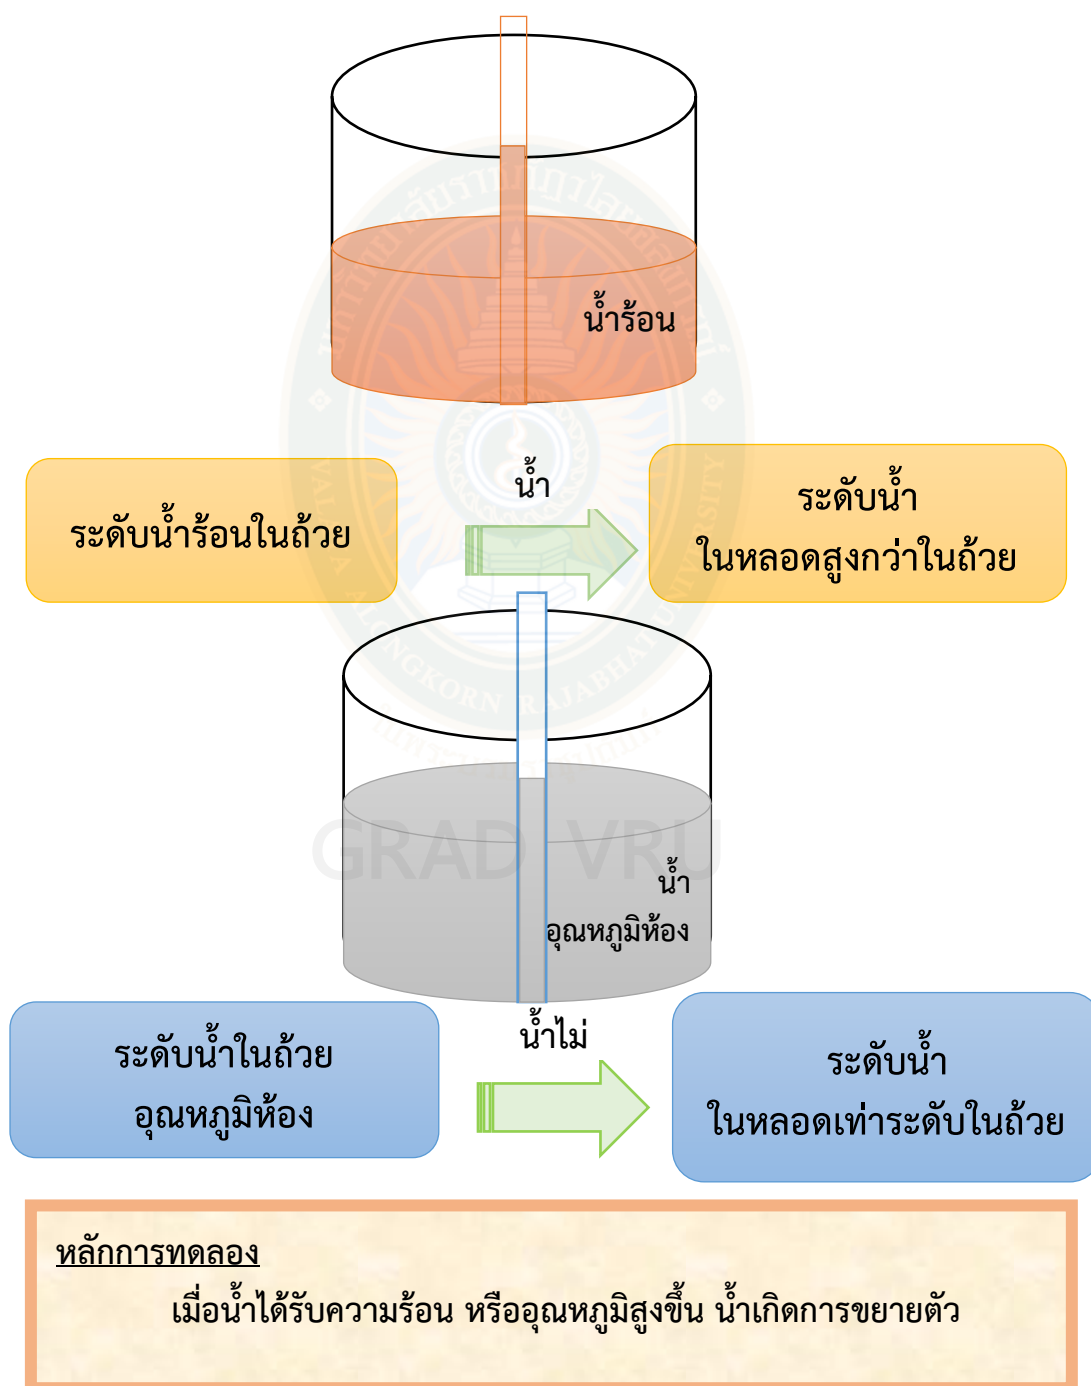 น้ำร้อน
น้ำ
ระดับน้ำร้อนในถ้วย
ระดับน้ำ
ในหลอดสูงกว่าในถ้วย
GRAD VRU
น้ำ
อุณหภูมิห้อง
น้ำไม่
ระดับน้ำในถ้วย
อุณหภูมิห้อง
ระดับน้ำ
ในหลอดเท่าระดับในถ้วย
หลักการทดลอง
เมื่อน้ำได้รับความร้อน หรืออุณหภูมิสูงขึ้น น้ำเกิดการขยายตัว